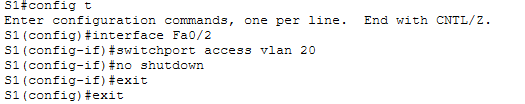 S1#config t
Enter configuration commands, one per line.  End with CNTL/Z.
S1(config)#interface Fa0/2
S1(config-if)#switchport access vlan 20
S1(config-if)#no shutdown
S1(config-if)#exit
S1(config)#exit